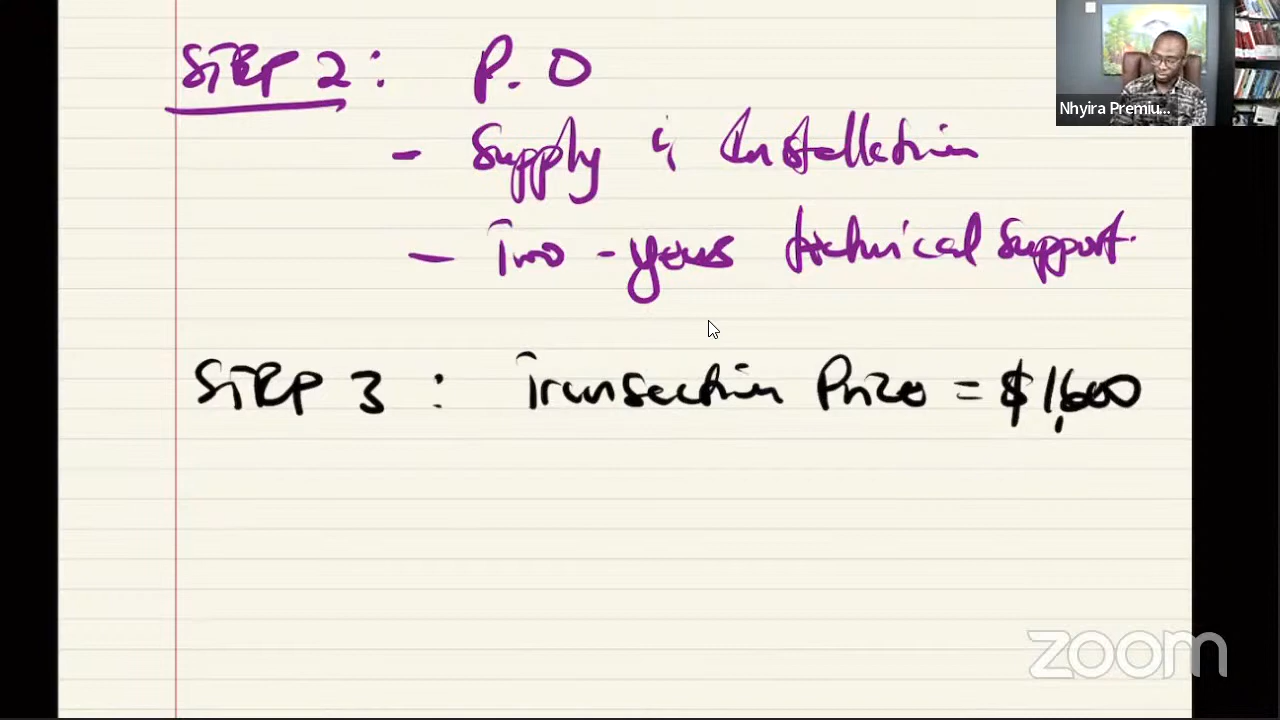 STEP 2: P.O
- Supply & Installation
- Two-years technical support.
STEP 3: Transaction Price = $1,600
Nhyira Premiu...
zoom